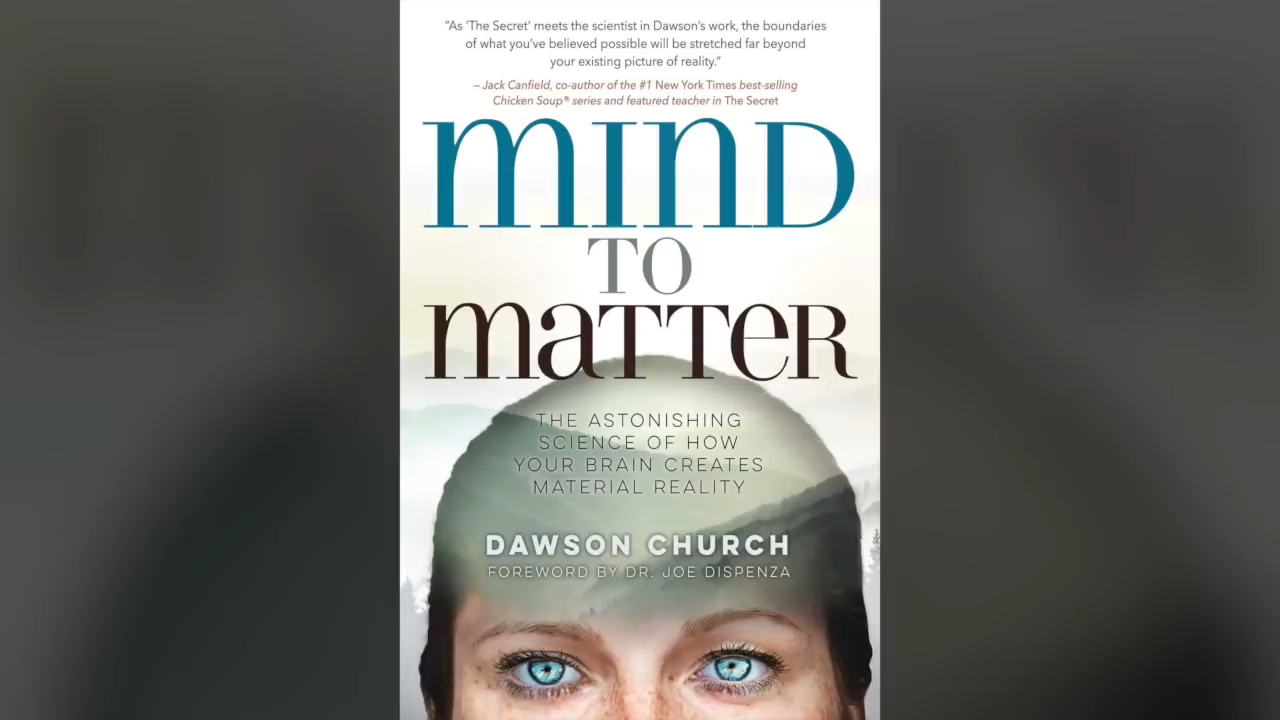 “As ‘The Secret’ meets the scientist in Dawson’s work, the boundaries
of what you’ve believed possible will be stretched far beyond
your existing picture of reality.”
– Jack Canfield, co-author of the #1 New York Times best-selling
Chicken Soup® series and featured teacher in The Secret
mIND
TO
maTTeR
THE ASTONISHING
SCIENCE OF HOW
YOUR BRAIN CREATES
MATERIAL REALITY
DAWSON CHURCH
FOREWORD BY DR. JOE DISPENZA